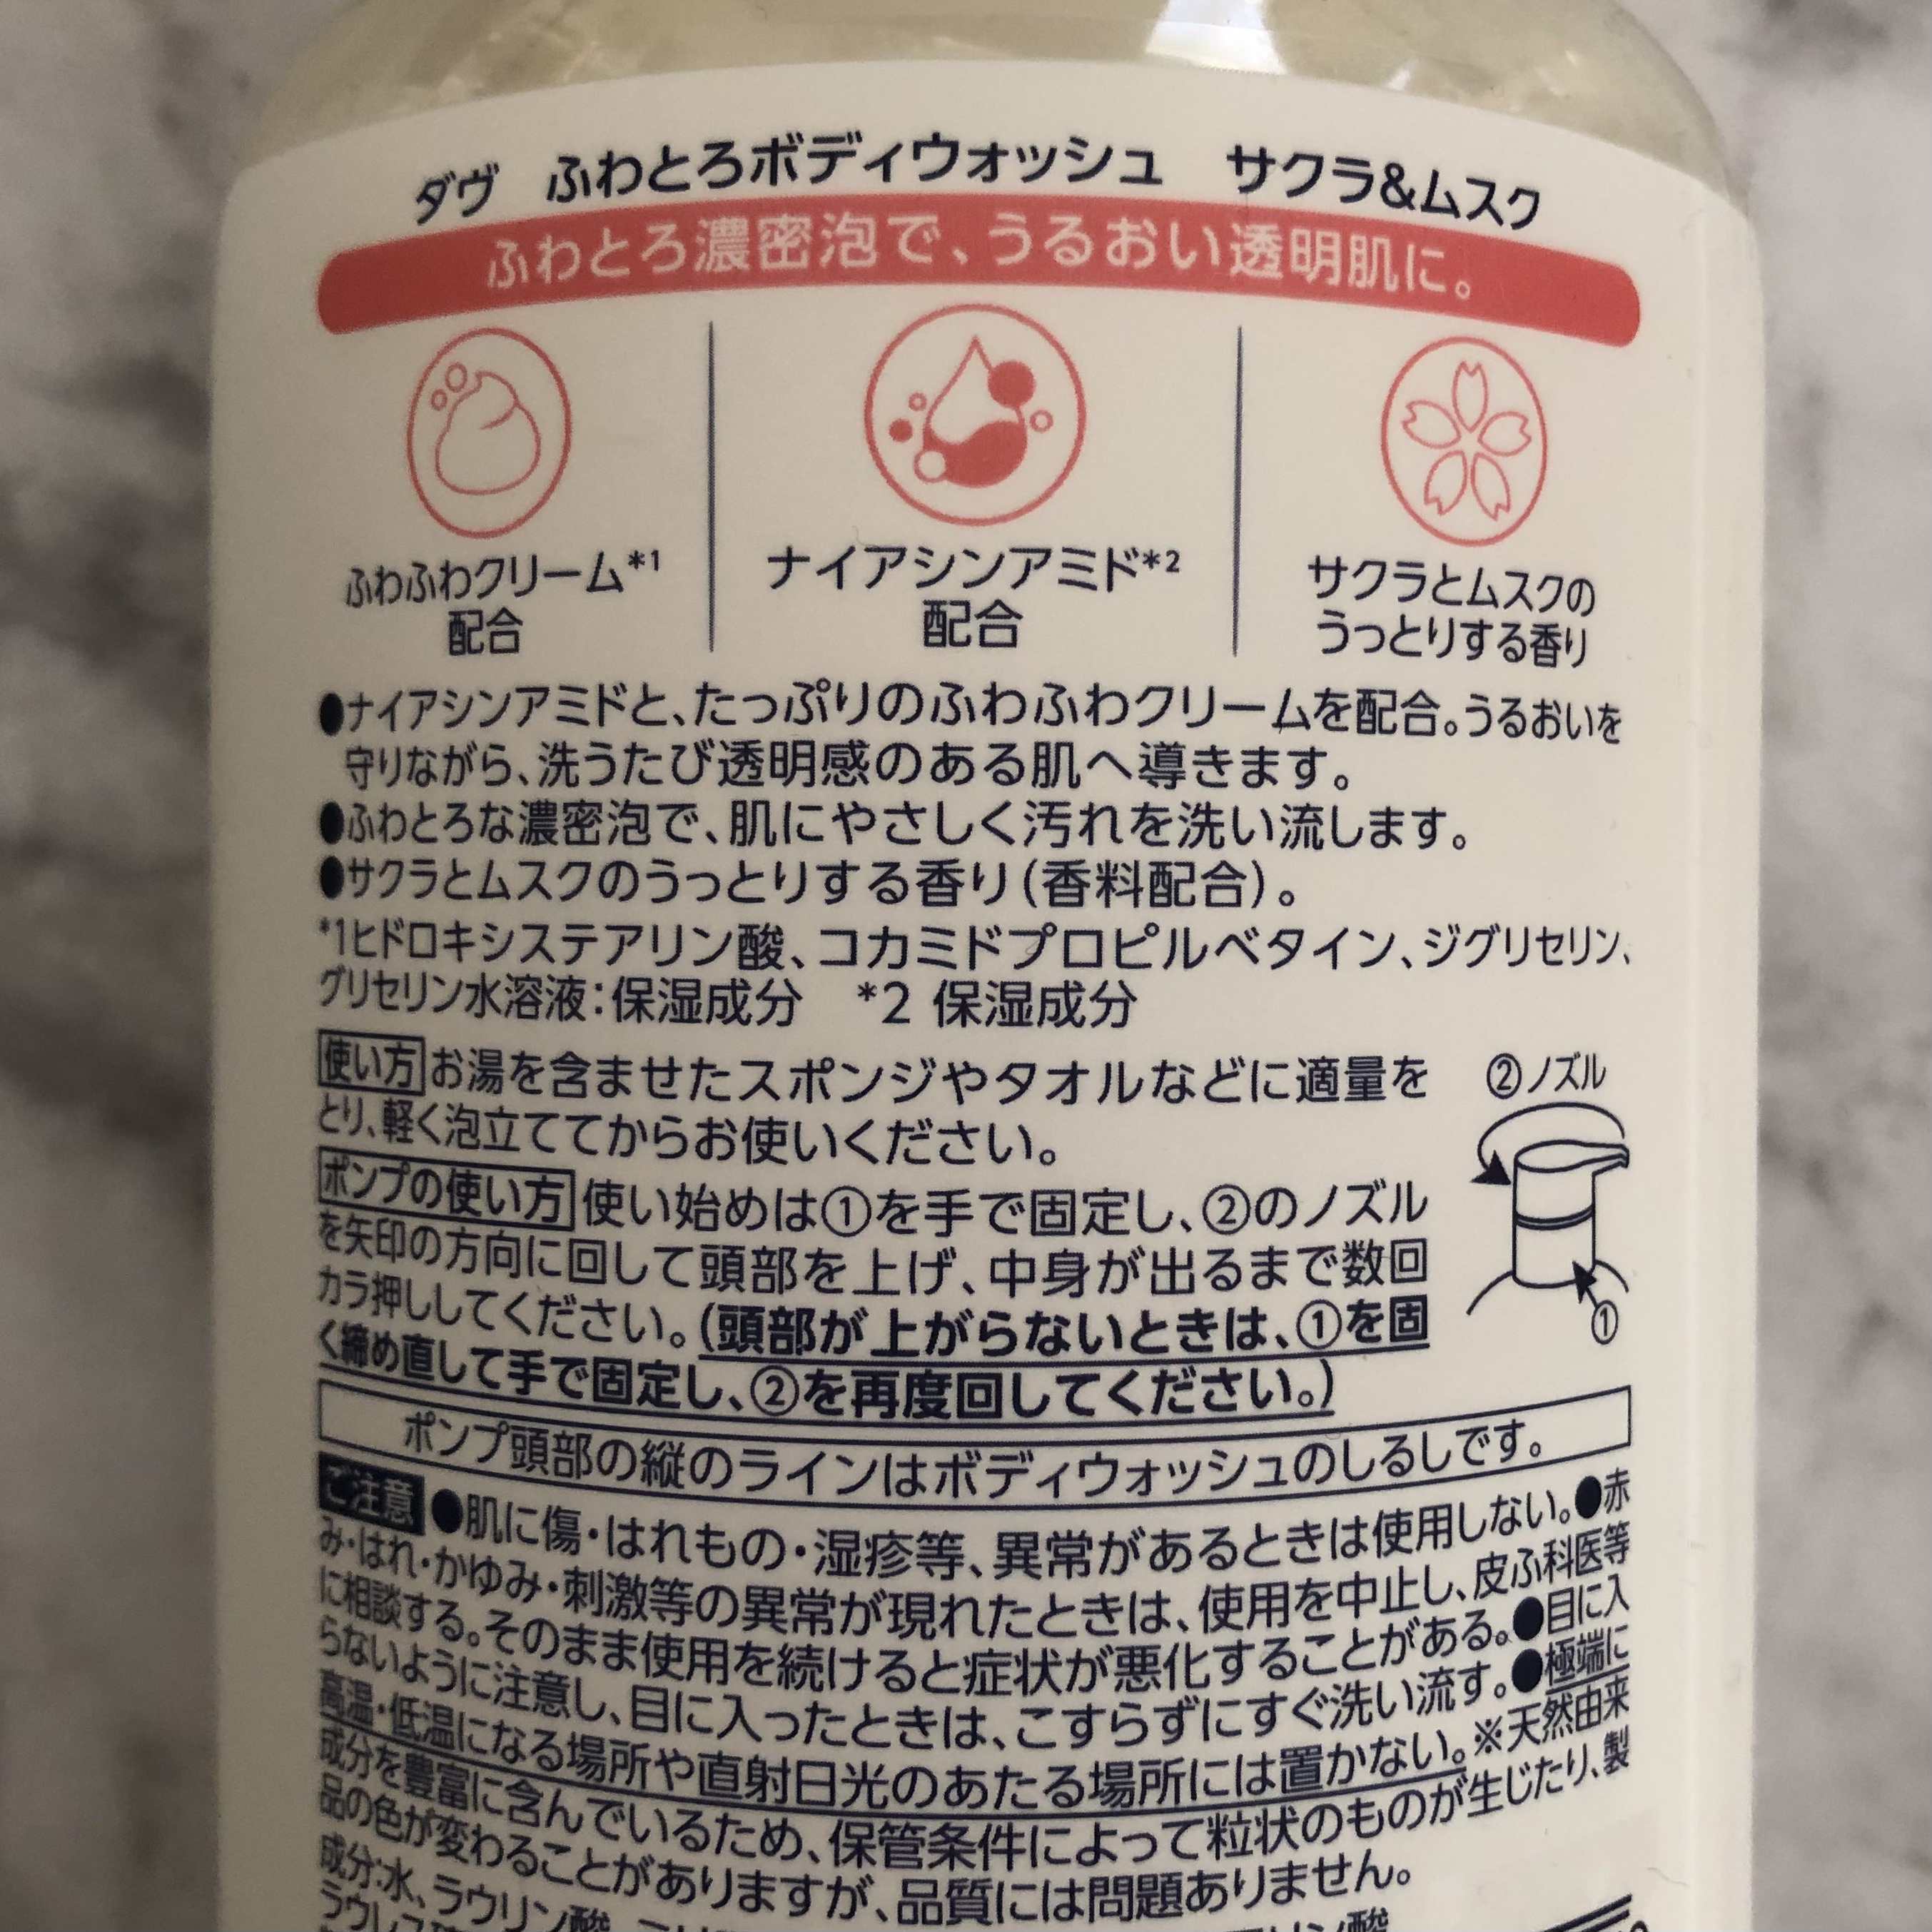 ダヴ ふわとろボディウォッシュ サクラ&ムスク
ふわとろ濃密泡で、うるおい透明肌に。
ふわふわクリーム*1
配合
ナイアシンアミド*2
配合
サクラとムスクの
うっとりする香り
●ナイアシンアミドと、たっぷりのふわふわクリームを配合。うるおいを
守りながら、洗うたび透明感のある肌へ導きます。
●ふわとろな濃密泡で、肌にやさしく汚れを洗い流します。
●サクラとムスクのうっとりする香り(香料配合)。
*1ヒドロキシステアリン酸、コカミドプロピルベタイン、ジグリセリン、
グリセリン水溶液:保湿成分 *2 保湿成分
使い方 お湯を含ませたスポンジやタオルなどに適量を
とり、軽く泡立ててからお使いください。
ポンプの使い方 使い始めは①を手で固定し、②のノズル
を矢印の方向に回して頭部を上げ、中身が出るまで数回
カラ押ししてください。(頭部が上がらないときは、①を固
く締め直して手で固定し、②を再度回してください。)
②ノズル
①
ポンプ頭部の縦のラインはボディウォッシュのしるしです。
ご注意 ●肌に傷・はれもの・湿疹等、異常があるときは使用しない。●赤
み・はれ・かゆみ・刺激等の異常が現れたときは、使用を中止し、皮ふ科医等
に相談する。そのまま使用を続けると症状が悪化することがある。●目に入
らないように注意し、目に入ったときは、こすらずにすぐ洗い流す。●極端に
高温・低温になる場所や直射日光のあたる場所には置かない。※天然由来
成分を豊富に含んでいるため、保管条件によって粒状のものが生じたり、製
品の色が変わることがありますが、品質には問題ありません。
成分:水、ラウリン酸